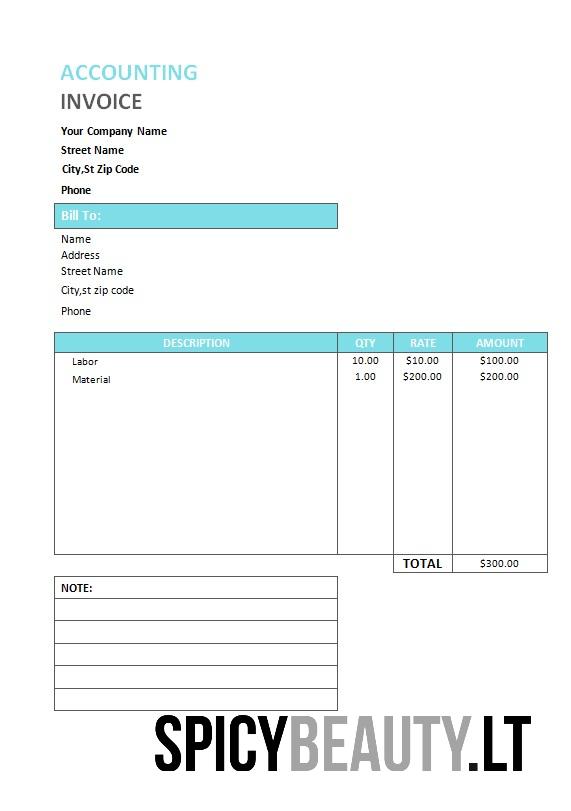 ACCOUNTING
INVOICE
Your Company Name
Street Name
City,St Zip Code
Phone
Bill To:
Name
Address
Street Name
City,st zip code
Phone
DESCRIPTION QTY RATE AMOUNT
Labor 10.00 $10.00 $100.00
Material 1.00 $200.00 $200.00
TOTAL $300.00
NOTE:
SPICYBEAUTY.LT